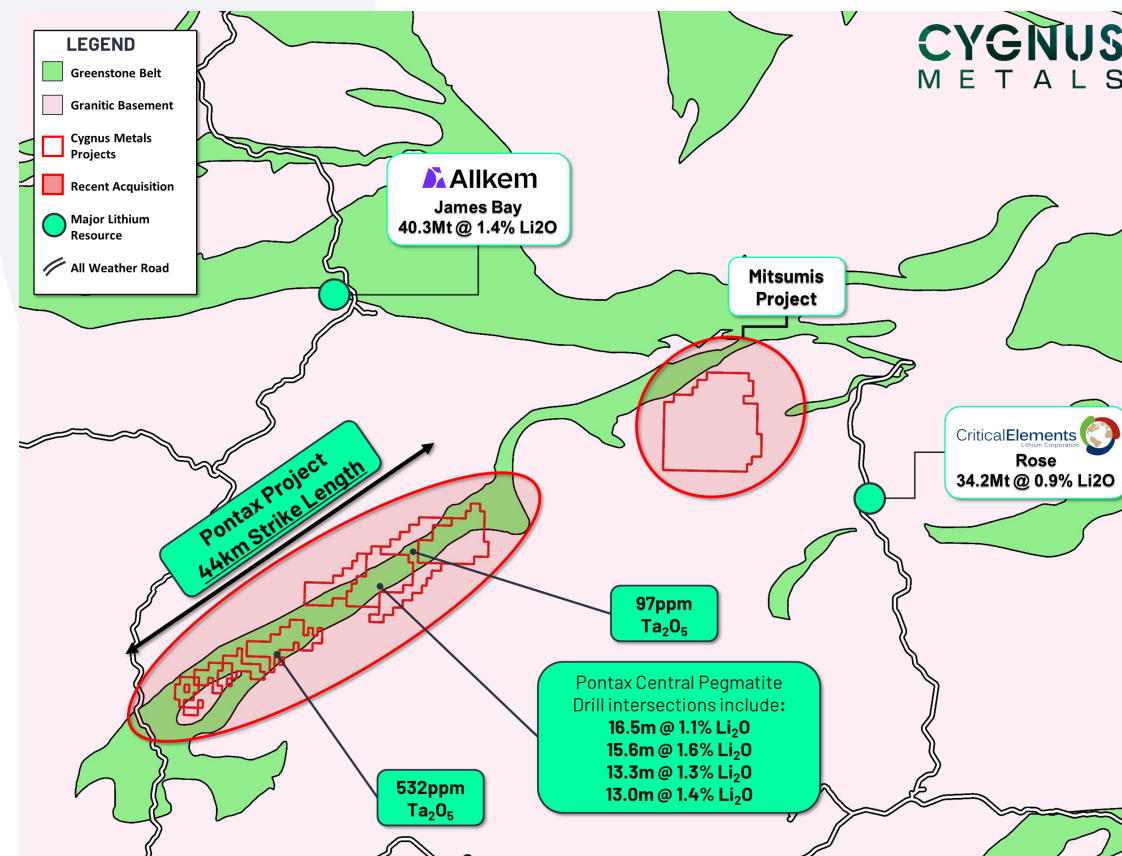 LEGEND
Greenstone Belt
Granitic Basement
Cygnus Metals
Projects
Recent Acquisition
Major Lithium
Resource
All Weather Road
CYGNUS
METALS
Allkem
James Bay
40.3Mt @ 1.4% Li2O
Mitsumis
Project
CriticalElements
Lithium Corporation
Rose
34.2Mt @ 0.9% Li2O
Pontax Project
44km Strike Length
97ppm
Ta₂O₅
Pontax Central Pegmatite
Drill intersections include:
16.5m @ 1.1% Li₂O
15.6m @ 1.6% Li₂O
13.3m @ 1.3% Li₂O
13.0m @ 1.4% Li₂O
532ppm
Ta₂O₅